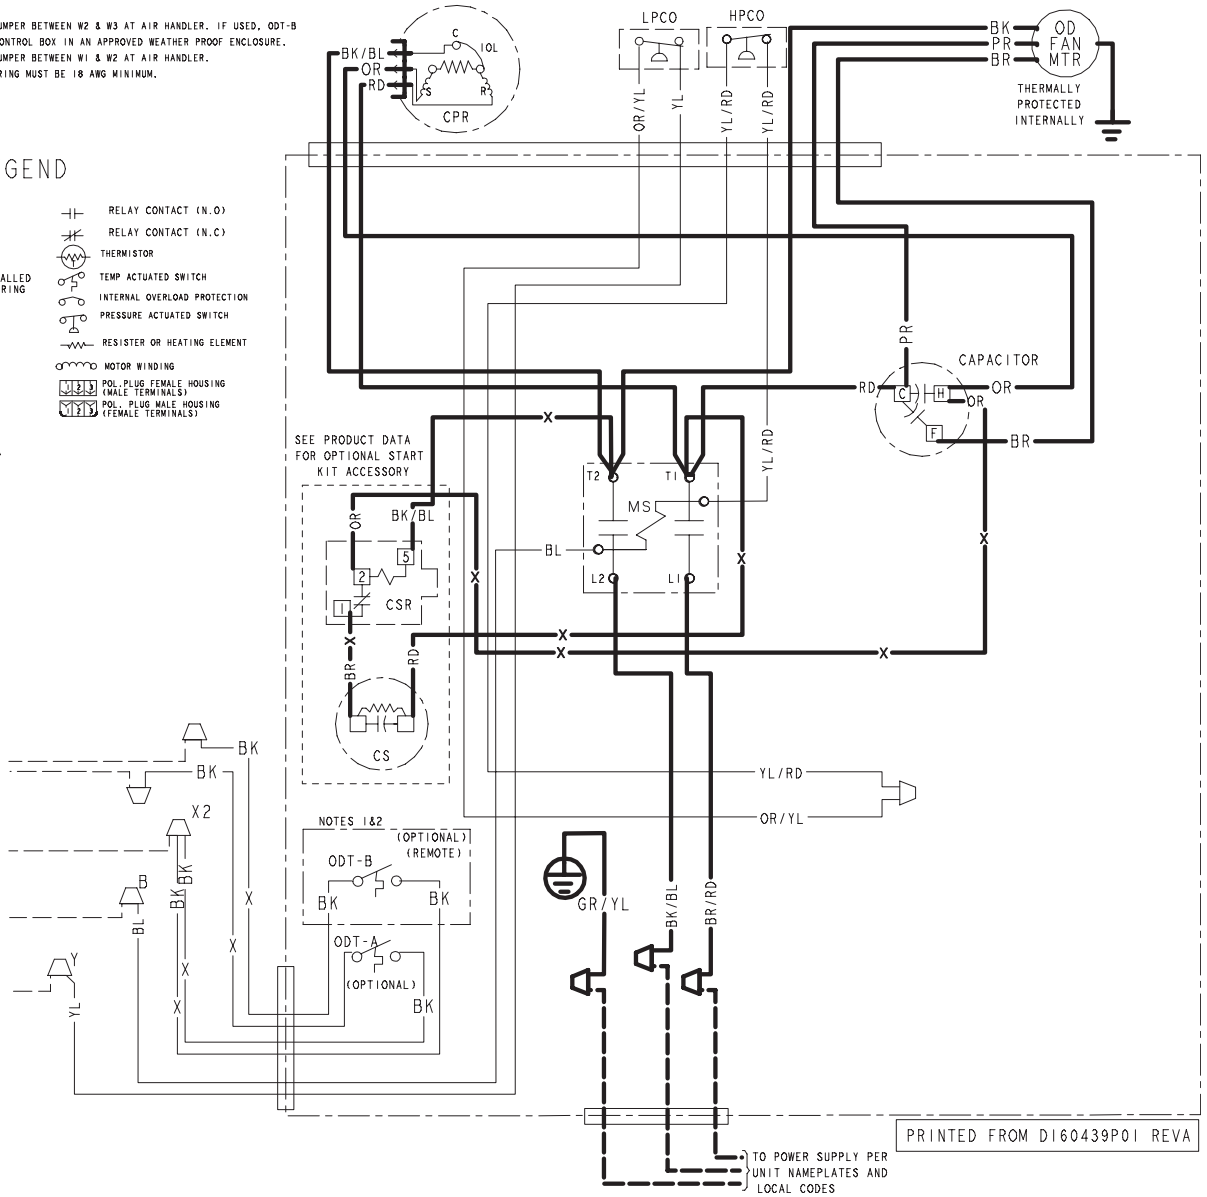 UMPER BETWEEN W2 & W3 AT AIR HANDLER. IF USED, ODT-B
ONTROL BOX IN AN APPROVED WEATHER PROOF ENCLOSURE.
UMPER BETWEEN W1 & W2 AT AIR HANDLER.
RING MUST BE 18 AWG MINIMUM.
BK/BL
OR
RD
C
IOL
S
R
CPR
LPCO
HPCO
OR/YL
YL
YL/RD
YL/RD
BK
PR
BR
OD
FAN
MTR
THERMALLY
PROTECTED
INTERNALLY
GEND
RELAY CONTACT (N.O)
RELAY CONTACT (N.C)
THERMISTOR
ALLED
RING
TEMP ACTUATED SWITCH
INTERNAL OVERLOAD PROTECTION
PRESSURE ACTUATED SWITCH
RESISTER OR HEATING ELEMENT
MOTOR WINDING
1 2 3
POL.PLUG FEMALE HOUSING
(MALE TERMINALS)
1 2 3
POL. PLUG MALE HOUSING
(FEMALE TERMINALS)
PR
CAPACITOR
RD
C
H
OR
OR
F
BR
X
SEE PRODUCT DATA
FOR OPTIONAL START
KIT ACCESSORY
YL/RD
T2
T1
MS
OR
BK/BL
5
2
1
CSR
BL
L2
L1
X
X
X
X
X
X
X
BR
RD
CS
BK
BK
YL/RD
OR/YL
X2
NOTES 1&2
(OPTIONAL)
(REMOTE)
ODT-B
BK
BK
BK
BK
B
BL
X
X
X
X
ODT-A
(OPTIONAL)
BK
Y
YL
GR/YL
BK/BL
BR/RD
PRINTED FROM D160439P01 REVA
TO POWER SUPPLY PER
UNIT NAMEPLATES AND
LOCAL CODES